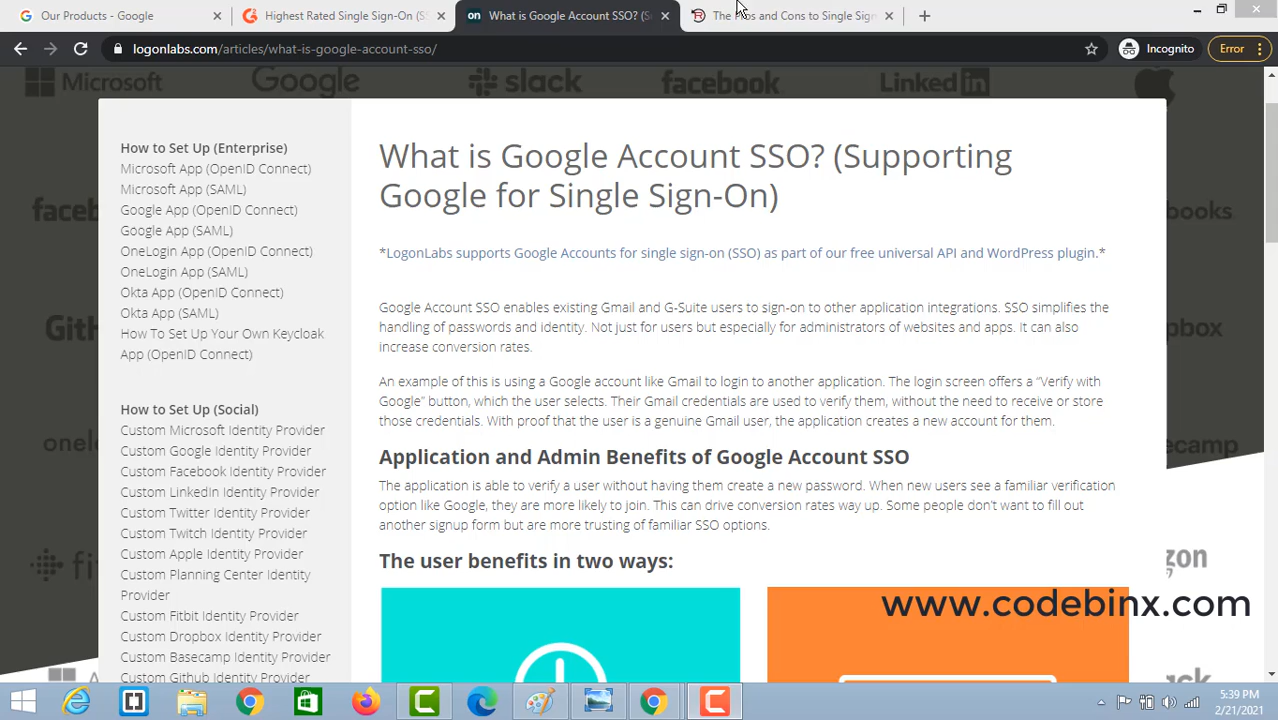 Our Products - Google
Highest Rated Single Sign-On (SS
What is Google Account SSO? (S
The Pros and Cons to Single Sign
logonlabs.com/articles/what-is-google-account-sso/
Incognito
Error
Microsoft Google slack facebook LinkedIn
How to Set Up (Enterprise)
Microsoft App (OpenID Connect)
Microsoft App (SAML)
Google App (OpenID Connect)
Google App (SAML)
OneLogin App (OpenID Connect)
OneLogin App (SAML)
Okta App (OpenID Connect)
Okta App (SAML)
How To Set Up Your Own Keycloak
App (OpenID Connect)
How to Set Up (Social)
Custom Microsoft Identity Provider
Custom Google Identity Provider
Custom Facebook Identity Provider
Custom LinkedIn Identity Provider
Custom Twitter Identity Provider
Custom Twitch Identity Provider
Custom Apple Identity Provider
Custom Planning Center Identity
Provider
Custom Fitbit Identity Provider
Custom Dropbox Identity Provider
Custom Basecamp Identity Provider
Custom Github Identity Provider
What is Google Account SSO? (Supporting
Google for Single Sign-On)
*LogonLabs supports Google Accounts for single sign-on (SSO) as part of our free universal API and WordPress plugin.*
Google Account SSO enables existing Gmail and G-Suite users to sign-on to other application integrations. SSO simplifies the
handling of passwords and identity. Not just for users but especially for administrators of websites and apps. It can also
increase conversion rates.
An example of this is using a Google account like Gmail to login to another application. The login screen offers a “Verify with
Google” button, which the user selects. Their Gmail credentials are used to verify them, without the need to receive or store
those credentials. With proof that the user is a genuine Gmail user, the application creates a new account for them.
Application and Admin Benefits of Google Account SSO
The application is able to verify a user without having them create a new password. When new users see a familiar verification
option like Google, they are more likely to join. This can drive conversion rates way up. Some people don't want to fill out
another signup form but are more trusting of familiar SSO options.
The user benefits in two ways:
www.codebinx.com
5:39 PM
2/21/2021